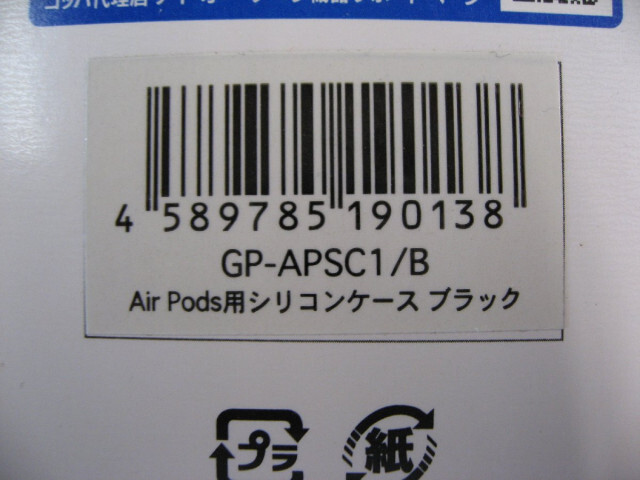 4 589785 190138
GP-APSC1/B
Air Pods用シリコンケース ブラック
プラ
紙